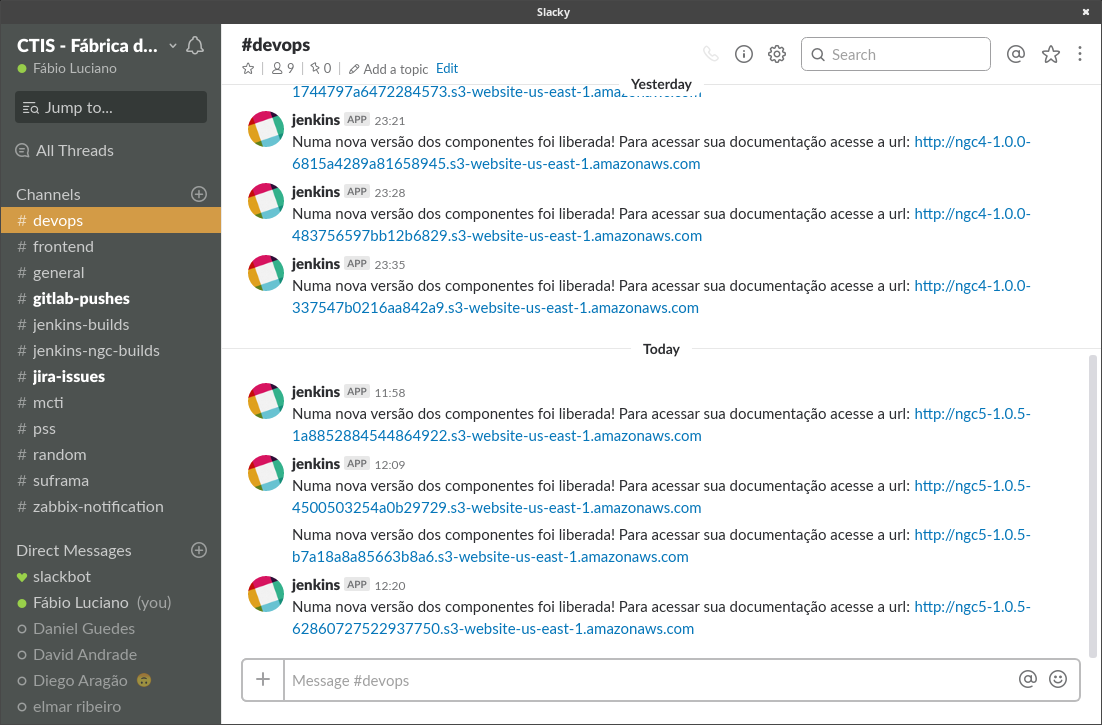 Slacky
CTIS - Fábrica d...
Fábio Luciano
Jump to...
All Threads
Channels
# devops
# frontend
# general
# gitlab-pushes
# jenkins-builds
# jenkins-ngc-builds
# jira-issues
# mcti
# pss
# random
# suframa
# zabbix-notification
Direct Messages
slackbot
Fábio Luciano (you)
Daniel Guedes
David Andrade
Diego Aragão
elmar ribeiro
#devops
9 | 0 | Add a topic Edit
Search
Yesterday
1744797a6472284573.s3-website-us-east-1.amazonaws.com
jenkins APP 23:21
Numa nova versão dos componentes foi liberada! Para acessar sua documentação acesse a url: http://ngc4-1.0.0-
6815a4289a81658945.s3-website-us-east-1.amazonaws.com
jenkins APP 23:28
Numa nova versão dos componentes foi liberada! Para acessar sua documentação acesse a url: http://ngc4-1.0.0-
483756597bb12b6829.s3-website-us-east-1.amazonaws.com
jenkins APP 23:35
Numa nova versão dos componentes foi liberada! Para acessar sua documentação acesse a url: http://ngc4-1.0.0-
337547b0216aa842a9.s3-website-us-east-1.amazonaws.com
Today
jenkins APP 11:58
Numa nova versão dos componentes foi liberada! Para acessar sua documentação acesse a url: http://ngc5-1.0.5-
1a8852884544864922.s3-website-us-east-1.amazonaws.com
jenkins APP 12:09
Numa nova versão dos componentes foi liberada! Para acessar sua documentação acesse a url: http://ngc5-1.0.5-
4500503254a0b29729.s3-website-us-east-1.amazonaws.com
Numa nova versão dos componentes foi liberada! Para acessar sua documentação acesse a url: http://ngc5-1.0.5-
b7a18a8a85663b8a6.s3-website-us-east-1.amazonaws.com
jenkins APP 12:20
Numa nova versão dos componentes foi liberada! Para acessar sua documentação acesse a url: http://ngc5-1.0.5-
62860727522937750.s3-website-us-east-1.amazonaws.com
Message #devops